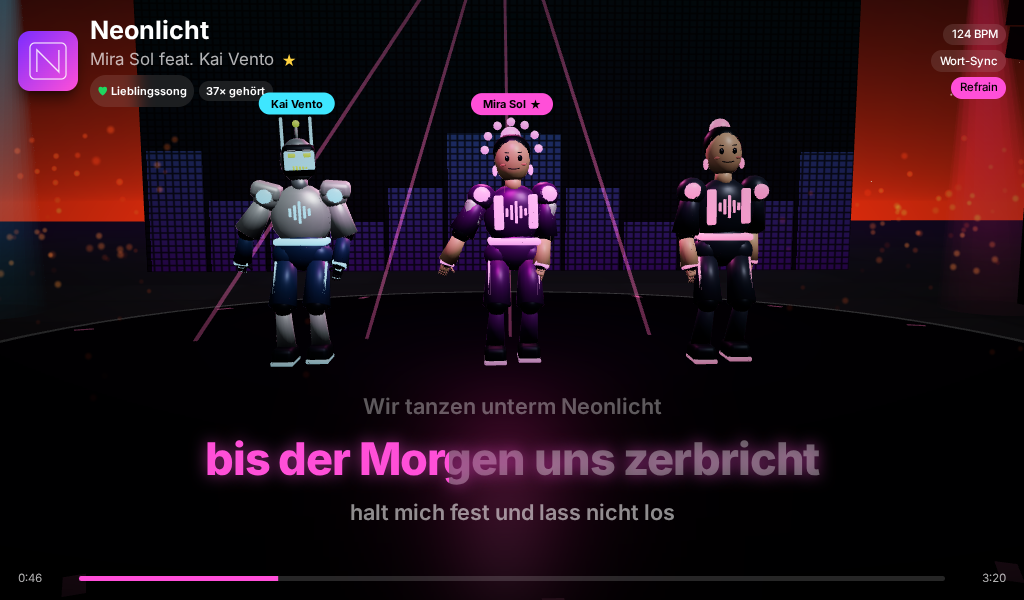 Neonlicht
Mira Sol feat. Kai Vento ★
Lieblingssong
37× gehört
124 BPM
Wort-Sync
Refrain
Kai Vento
Mira Sol ★
Wir tanzen unterm Neonlicht
bis der Morgen uns zerbricht
halt mich fest und lass nicht los
0:46
3:20